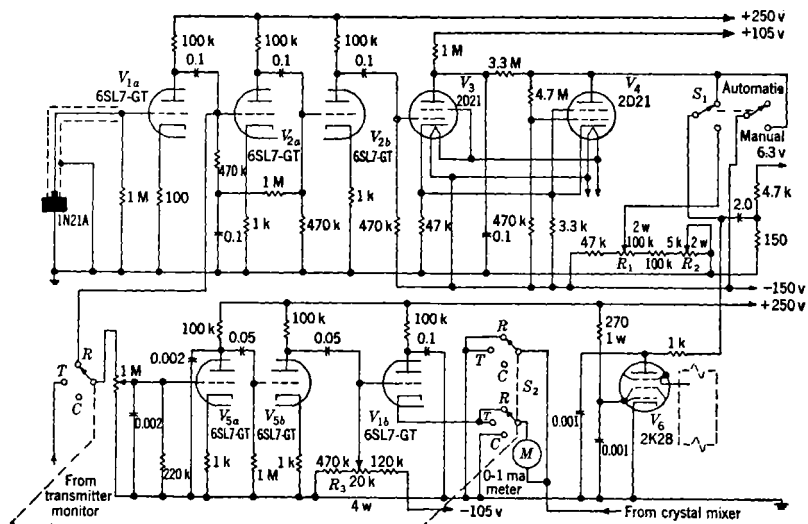 +250 v
+105 v
100 k
100 k
100 k
1 M
0.1
0.1
0.1
3.3 M
V1a
6SL7-GT
V2a
6SL7-GT
V2b
6SL7-GT
V3
2D21
4.7 M
V4
2D21
S1
Automatic
Manual
6.3 v
4.7 k
2.0
150
1N21A
1 M
100
470 k
1 M
0.1
1 k
470 k
1 k
470 k
47 k
470 k
0.1
3.3 k
47 k
2 w
100 k
R1
100 k
5 k
2 w
R2
-150 v
+250 v
100 k
0.05
100 k
0.05
100 k
0.1
270
1 w
1 k
R
T
C
1 M
0.002
0.002
220 k
V5a
6SL7-GT
V5b
6SL7-GT
V1b
6SL7-GT
1 k
1 M
1 k
470 k
20 k
120 k
R3
4 w
-105 v
R
T
C
S2
R
T
C
M
0-1 ma
meter
0.001
0.001
V6
2K28
From
transmitter
monitor
From crystal mixer